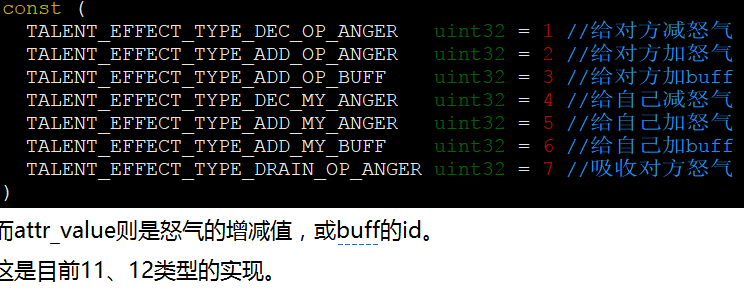 const (
TALENT_EFFECT_TYPE_DEC_OP_ANGER uint32 = 1 //给对方减怒气
TALENT_EFFECT_TYPE_ADD_OP_ANGER uint32 = 2 //给对方加怒气
TALENT_EFFECT_TYPE_ADD_OP_BUFF uint32 = 3 //给对方加buff
TALENT_EFFECT_TYPE_DEC_MY_ANGER uint32 = 4 //给自己减怒气
TALENT_EFFECT_TYPE_ADD_MY_ANGER uint32 = 5 //给自己加怒气
TALENT_EFFECT_TYPE_ADD_MY_BUFF uint32 = 6 //给自己加buff
TALENT_EFFECT_TYPE_DRAIN_OP_ANGER uint32 = 7 //吸收对方怒气
)
而attr_value则是怒气的增减值，或buff的id。
这是目前11、12类型的实现。